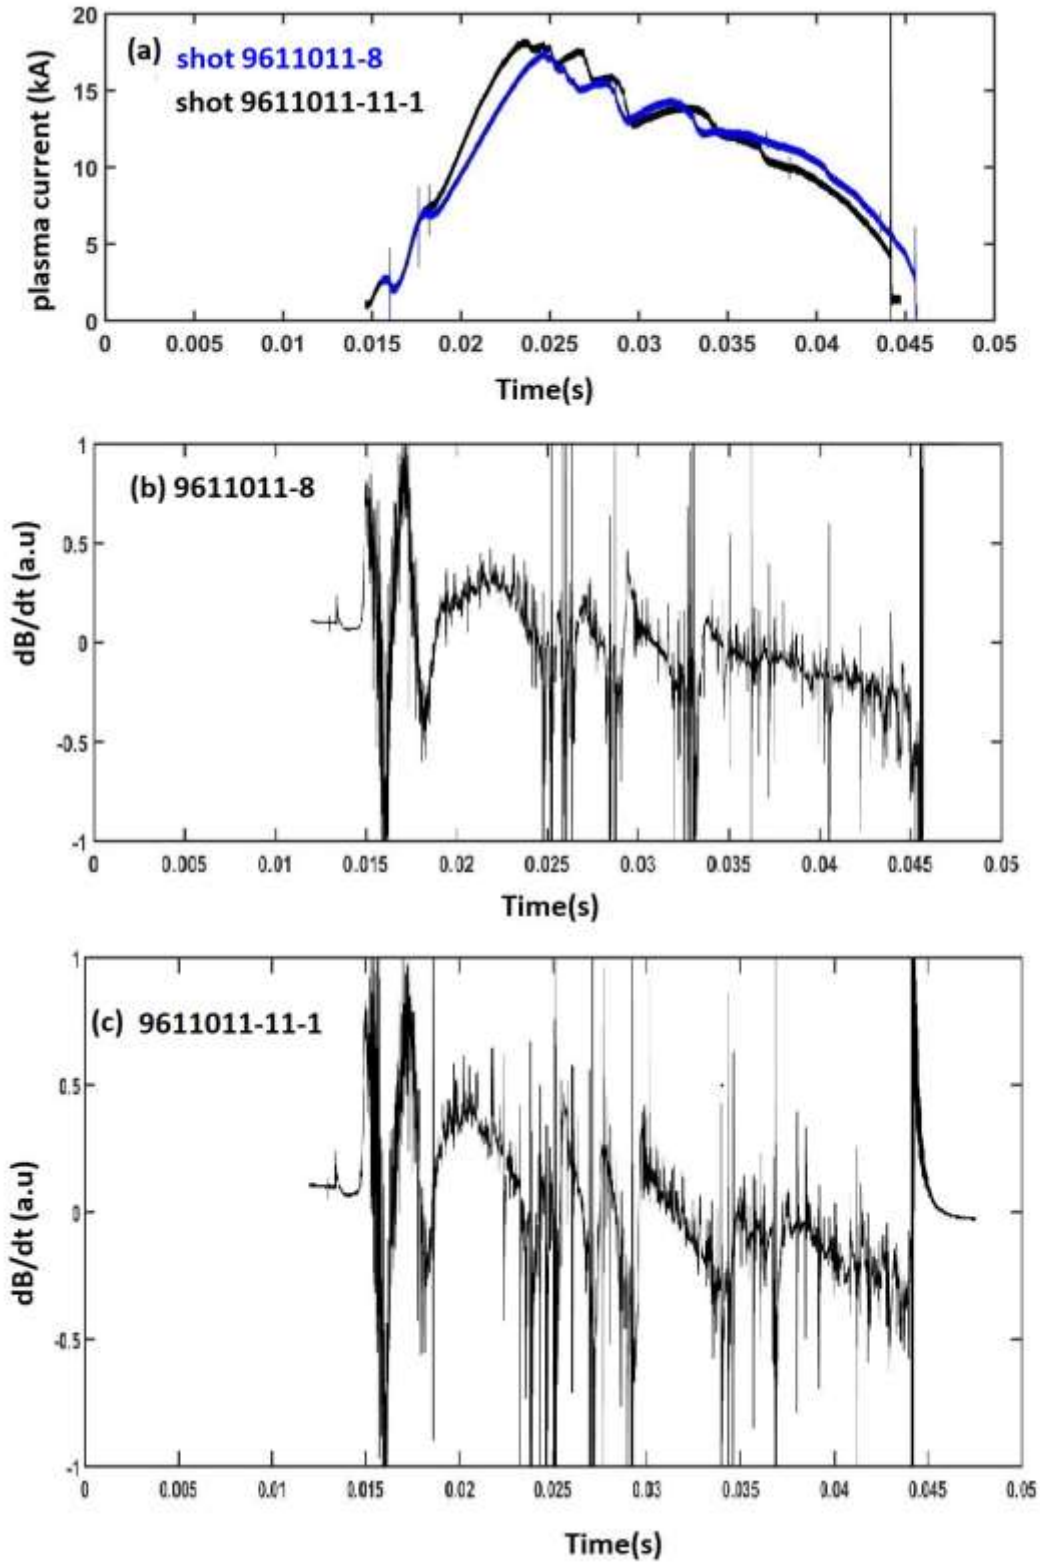 20
(a) shot 9611011-8
shot 9611011-11-1
15
10
5
0
plasma current (kA)
0 0.005 0.01 0.015 0.02 0.025 0.03 0.035 0.04 0.045 0.05
Time(s)
1
(b) 9611011-8
0.5
0
-0.5
-1
dB/dt (a.u)
0 0.005 0.01 0.015 0.02 0.025 0.03 0.035 0.04 0.045 0.05
Time(s)
1
(c) 9611011-11-1
0.5
0
-0.5
-1
dB/dt (a.u)
0 0.005 0.01 0.015 0.02 0.025 0.03 0.035 0.04 0.045 0.05
Time(s)